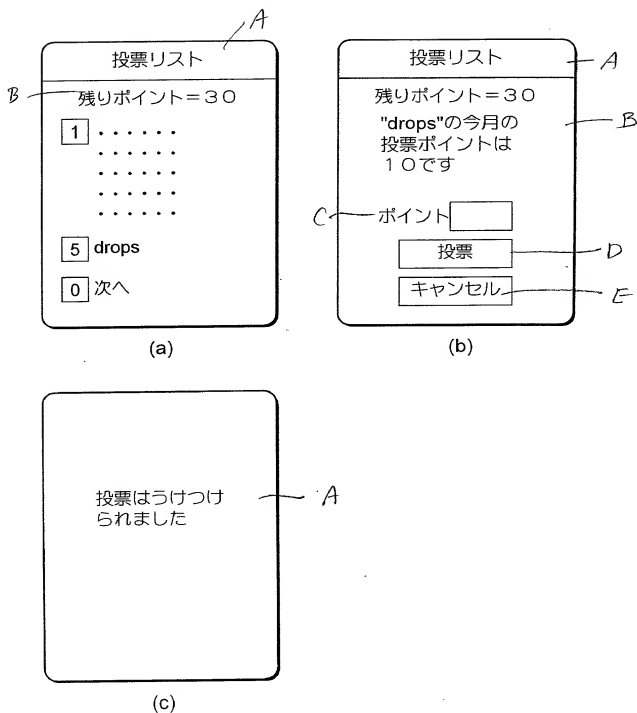 A
投票リスト
B 残りポイント=30
1 ・・・・・・
・・・・・・
・・・・・・
・・・・・・
・・・・・・
5 drops
0 次へ
(a)
投票リスト A
残りポイント=30
"drops"の今月の B
投票ポイントは
10です
C ポイント
投票 D
キャンセル E
(b)
投票はうけつけ A
られました
(c)